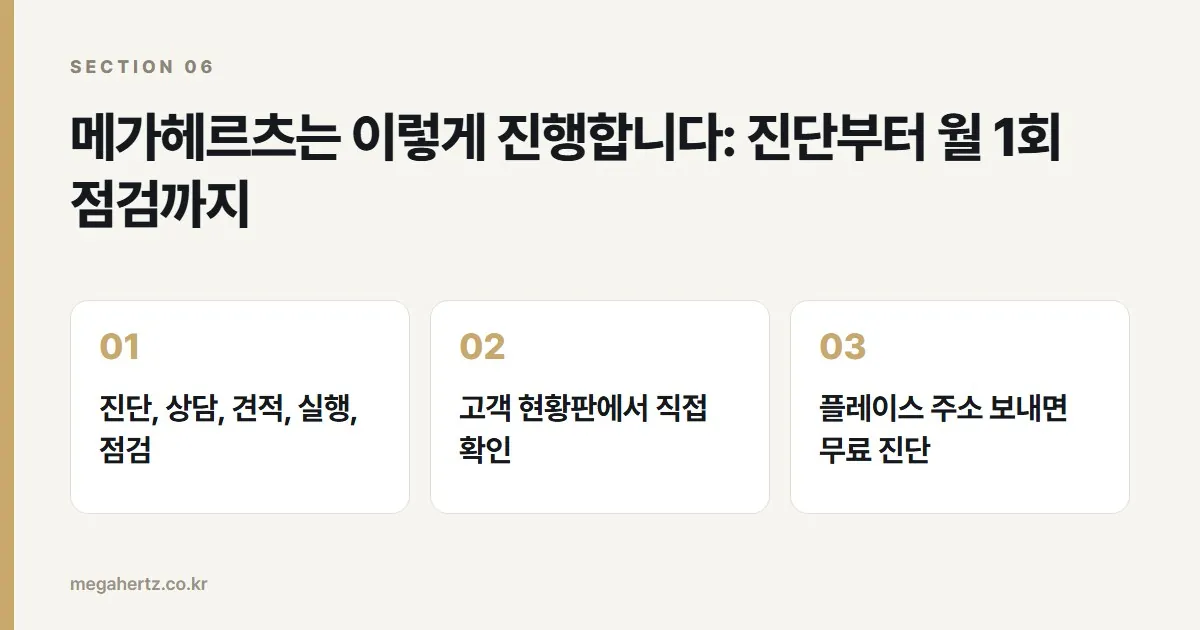 SECTION 06
메가헤르츠는 이렇게 진행합니다: 진단부터 월 1회
점검까지
01
진단, 상담, 견적, 실행,
점검
02
고객 현황판에서 직접
확인
03
플레이스 주소 보내면
무료 진단
megahertz.co.kr